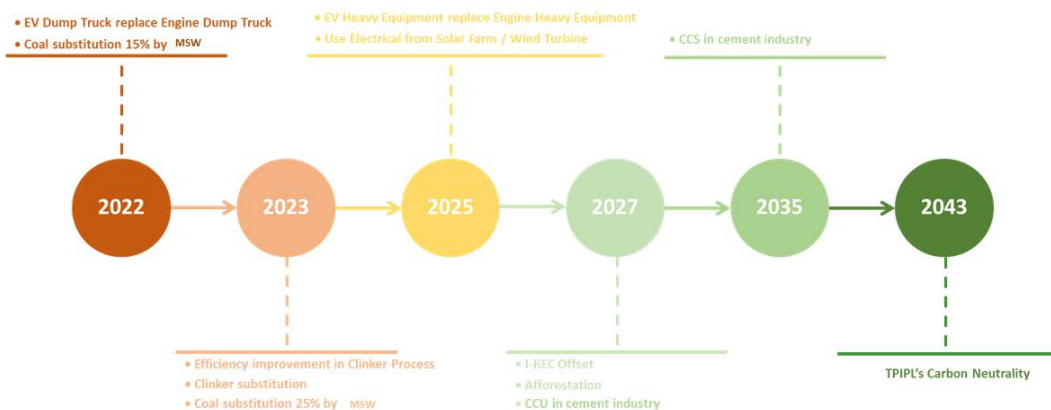 • EV Dump Truck replace Engine Dump Truck
• Coal substitution 15% by MSW
• EV Heavy Equipment replace Engine Heavy Equipment
• Use Electrical from Solar Farm / Wind Turbine
• CCS in cement industry
2022
2023
2025
2027
2035
2043
• Efficiency improvement in Clinker Process
• Clinker substitution
• Coal substitution 25% by MSW
• I-REC Offset
• Afforestation
• CCU in cement industry
TPIPL's Carbon Neutrality